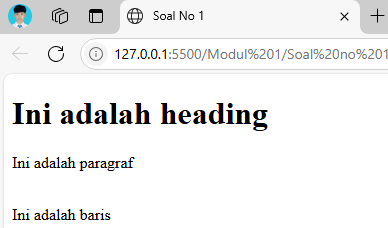 Soal No 1
127.0.0.1:5500/Modul%201/Soal%20no%201
Ini adalah heading
Ini adalah paragraf
Ini adalah baris